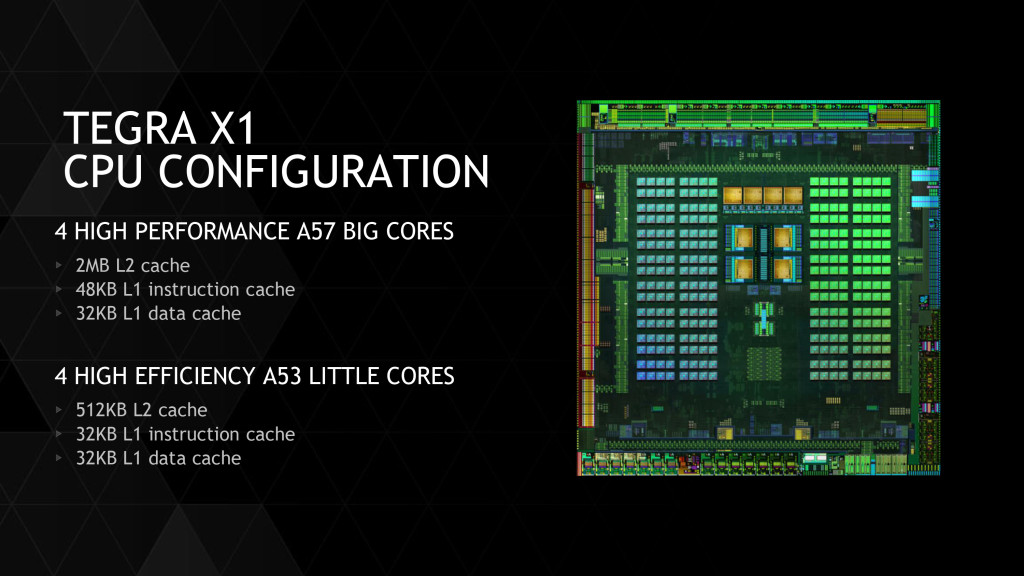 TEGRA X1
CPU CONFIGURATION
4 HIGH PERFORMANCE A57 BIG CORES
2MB L2 cache
48KB L1 instruction cache
32KB L1 data cache
4 HIGH EFFICIENCY A53 LITTLE CORES
512KB L2 cache
32KB L1 instruction cache
32KB L1 data cache